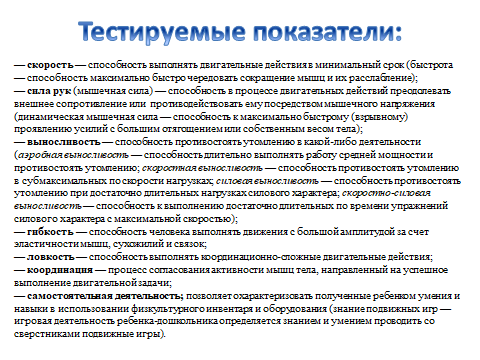 Тестируемые показатели:
— скорость — способность выполнять двигательные действия в минимальный срок (быстрота
— способность максимально быстро чередовать сокращение мышц и их расслабление);
— сила рук (мышечная сила) — способность в процессе двигательных действий преодолевать
внешнее сопротивление или противодействовать ему посредством мышечного напряжения
(динамическая мышечная сила — способность к максимально быстрому (взрывному)
проявлению усилий с большим отягощением или собственным весом тела);
— выносливость — способность противостоять утомлению в какой-либо деятельности
(аэробная выносливость — способность длительно выполнять работу средней мощности и
противостоять утомлению; скоростная выносливость — способность противостоять утомлению
в субмаксимальных по скорости нагрузках; силовая выносливость — способность противостоять
утомлению при достаточно длительных нагрузках силового характера; скоростно-силовая
выносливость — способность к выполнению достаточно длительных по времени упражнений
силового характера с максимальной скоростью);
— гибкость — способность человека выполнять движения с большой амплитудой за счет
эластичности мышц, сухожилий и связок;
— ловкость — способность выполнять координационно-сложные двигательные действия;
— координация — процесс согласования активности мышц тела, направленный на успешное
выполнение двигательной задачи;
— самостоятельная деятельность; позволяет охарактеризовать полученные ребенком умения и
навыки в использовании физкультурного инвентаря и оборудования (знание подвижных игр —
игровая деятельность ребенка-дошкольника определяется знанием и умением проводить со
сверстниками подвижные игры).